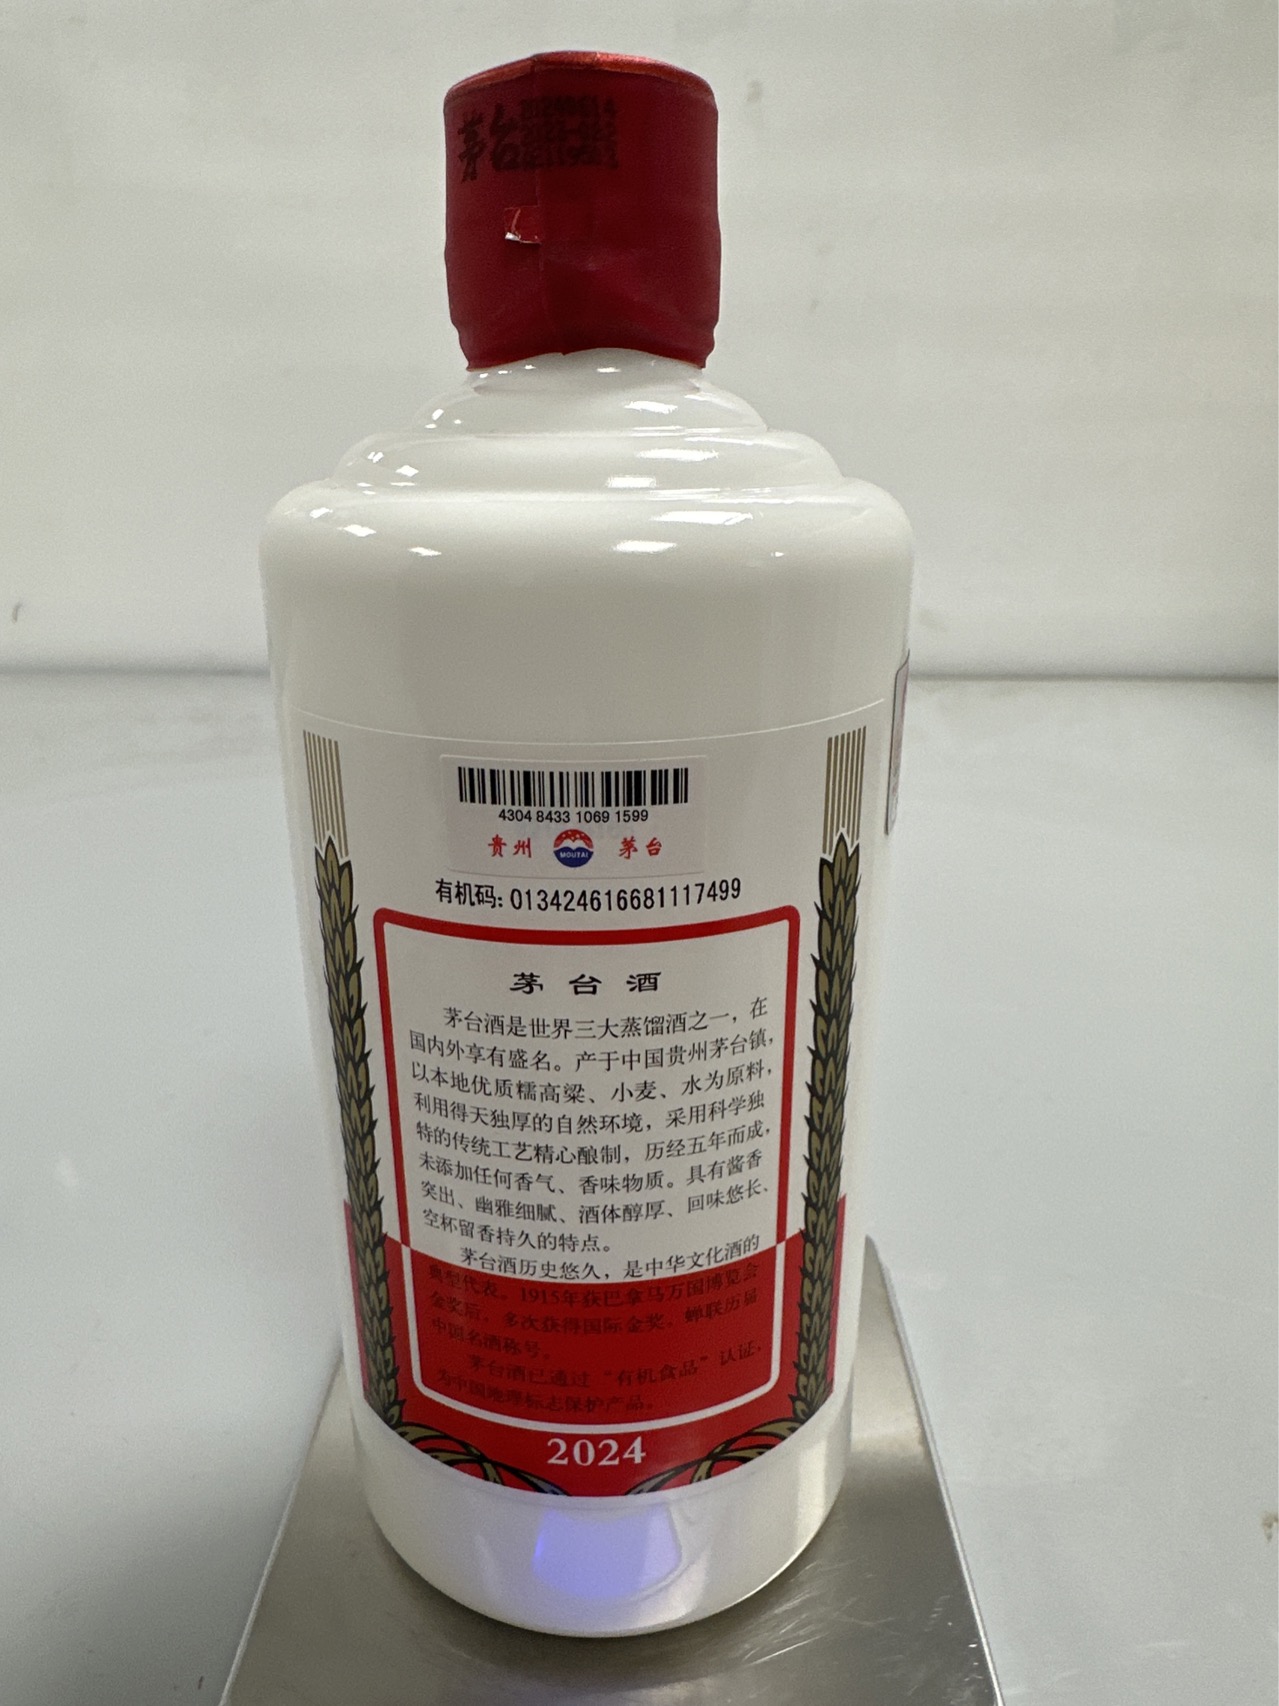 茅台
4304 8433 1069 1599
贵州 MOUTAI 茅台
有机码: 013424616681117499
茅台酒
茅台酒是世界三大蒸馏酒之一，在
国内外享有盛名。产于中国贵州茅台镇，
以本地优质糯高粱、小麦、水为原料，
利用得天独厚的自然环境，采用科学独
特的传统工艺精心酿制，历经五年而成，
未添加任何香气、香味物质。具有酱香
突出、幽雅细腻、酒体醇厚、回味悠长、
空杯留香持久的特点。
茅台酒历史悠久，是中华文化酒的
典型代表。1915年获巴拿马万国博览会
金奖后，多次获得国际金奖，蝉联历届
中国名酒称号。
茅台酒已通过“有机食品”认证，
为中国地理标志保护产品。
2024